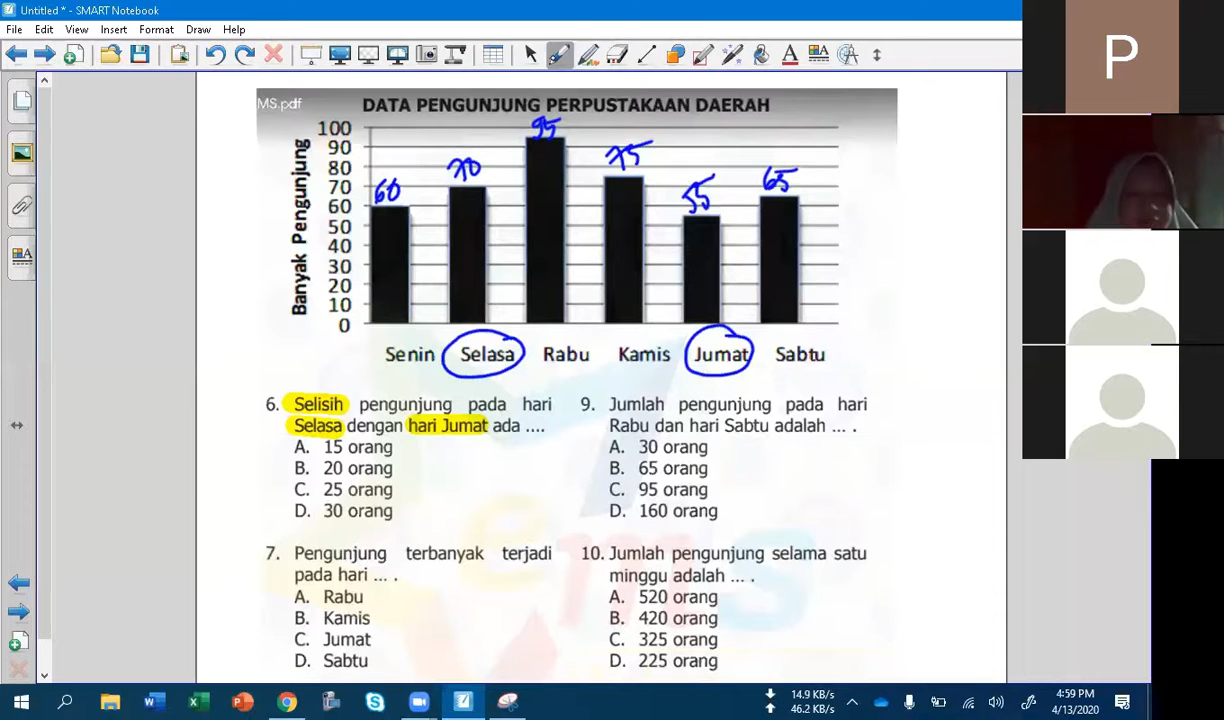 Untitled * - SMART Notebook
File Edit View Insert Format Draw Help
P
MS.pdf
DATA PENGUNJUNG PERPUSTAKAAN DAERAH
Banyak Pengunjung
100
90
80
70
60
50
40
30
20
10
0
60 70 95 75 55 65
Senin Selasa Rabu Kamis Jumat Sabtu
6. Selisih pengunjung pada hari
Selasa dengan hari Jumat ada ....
A. 15 orang
B. 20 orang
C. 25 orang
D. 30 orang
7. Pengunjung terbanyak terjadi
pada hari ... .
A. Rabu
B. Kamis
C. Jumat
D. Sabtu
9. Jumlah pengunjung pada hari
Rabu dan hari Sabtu adalah ... .
A. 30 orang
B. 65 orang
C. 95 orang
D. 160 orang
10. Jumlah pengunjung selama satu
minggu adalah ... .
A. 520 orang
B. 420 orang
C. 325 orang
D. 225 orang
14.9 KB/s
46.2 KB/s
4:59 PM
4/13/2020